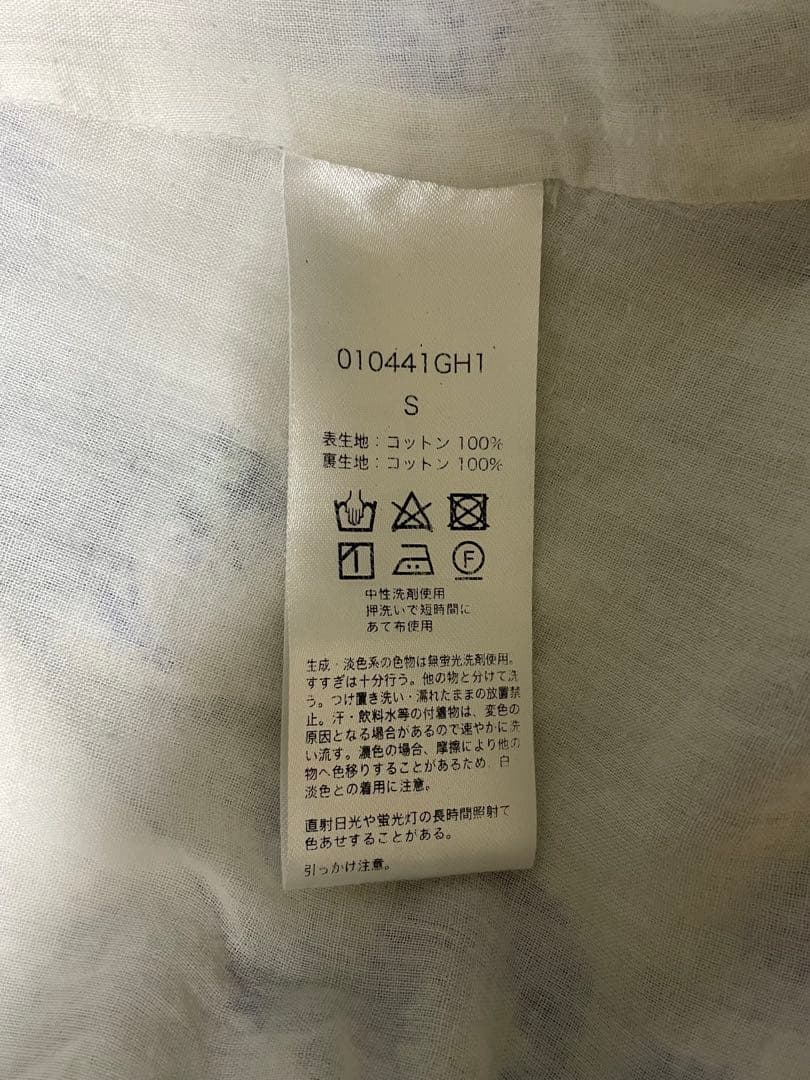 010441GH1
S
表生地：コットン 100%
裏生地：コットン 100%
F
中性洗剤使用
押洗いで短時間に
あて布使用
生成・淡色系の色物は無蛍光洗剤使用。
すすぎは十分行う。他の物と分けて洗
う。つけ置き洗い・濡れたままの放置禁
止。汗・飲料水等の付着物は、変色の
原因となる場合があるので速やかに洗
い流す。濃色の場合、摩擦により他の
物へ色移りすることがあるため、白
淡色との着用に注意。
直射日光や蛍光灯の長時間照射で
色あせすることがある。
引っかけ注意。